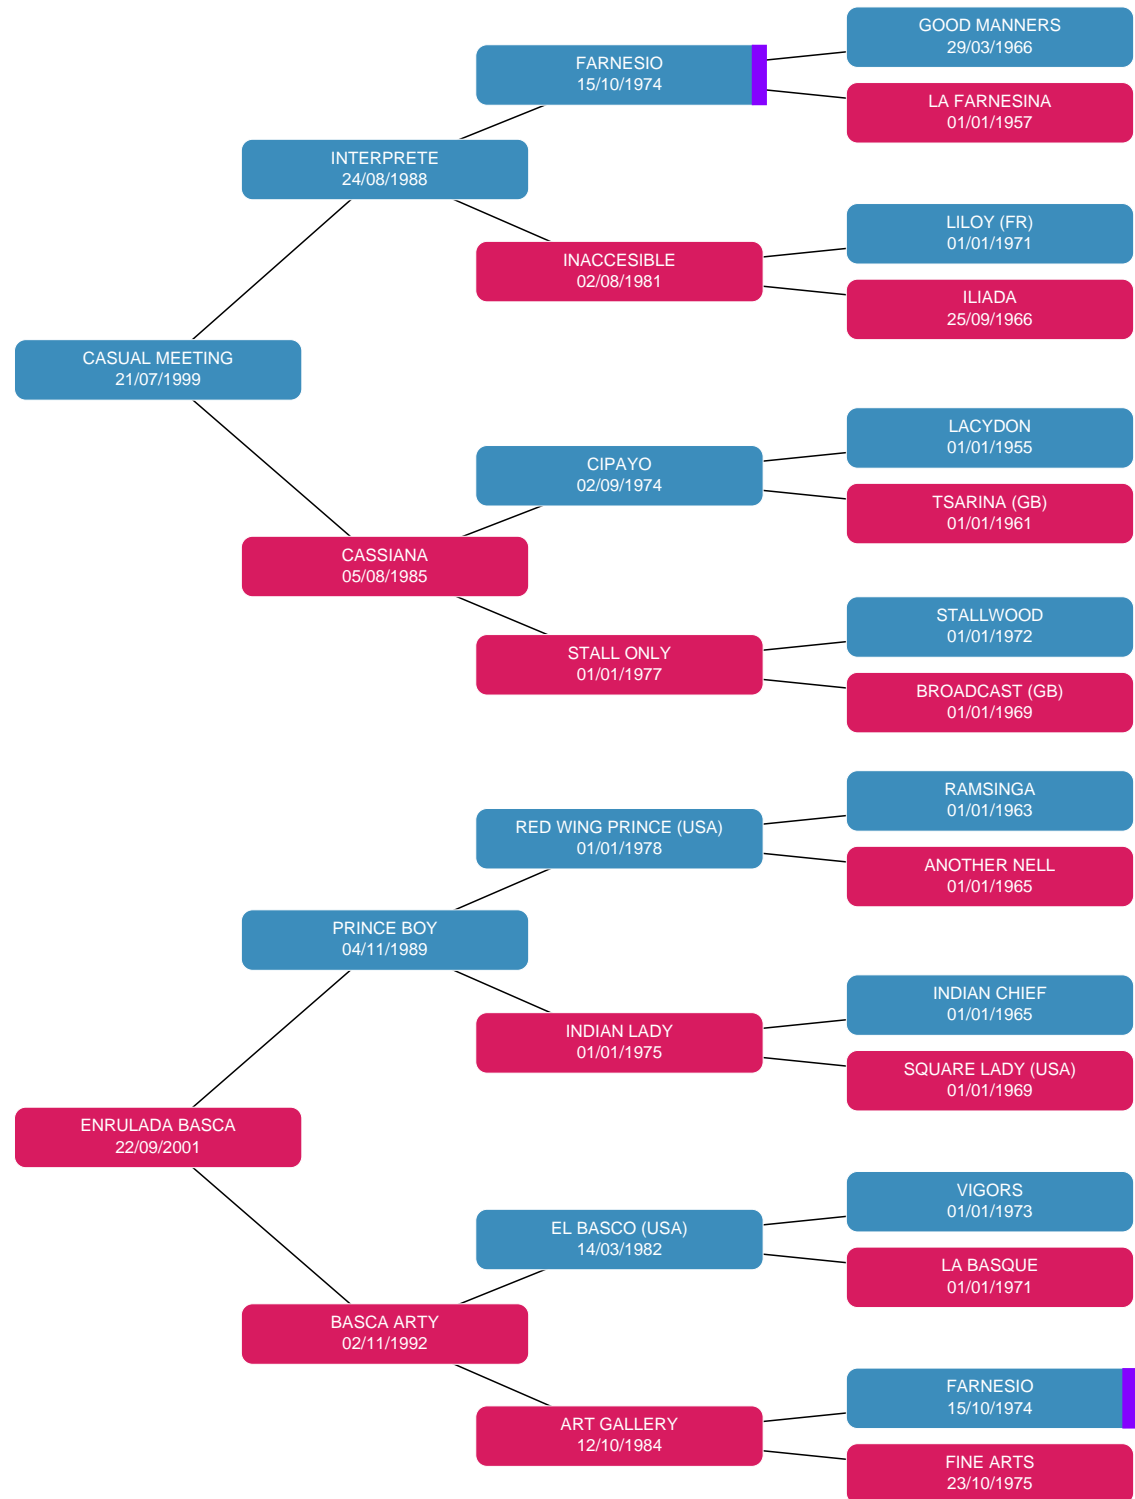 GOOD MANNERS
29/03/1966
FARNESIO
15/10/1974
LA FARNESINA
01/01/1957
INTERPRETE
24/08/1988
LILOY (FR)
01/01/1971
INACCESIBLE
02/08/1981
ILIADA
25/09/1966
CASUAL MEETING
21/07/1999
LACYDON
01/01/1955
CIPAYO
02/09/1974
TSARINA (GB)
01/01/1961
CASSIANA
05/08/1985
STALLWOOD
01/01/1972
STALL ONLY
01/01/1977
BROADCAST (GB)
01/01/1969
RAMSINGA
01/01/1963
RED WING PRINCE (USA)
01/01/1978
ANOTHER NELL
01/01/1965
PRINCE BOY
04/11/1989
INDIAN CHIEF
01/01/1965
INDIAN LADY
01/01/1975
SQUARE LADY (USA)
01/01/1969
ENRULADA BASCA
22/09/2001
VIGORS
01/01/1973
EL BASCO (USA)
14/03/1982
LA BASQUE
01/01/1971
BASCA ARTY
02/11/1992
FARNESIO
15/10/1974
ART GALLERY
12/10/1984
FINE ARTS
23/10/1975